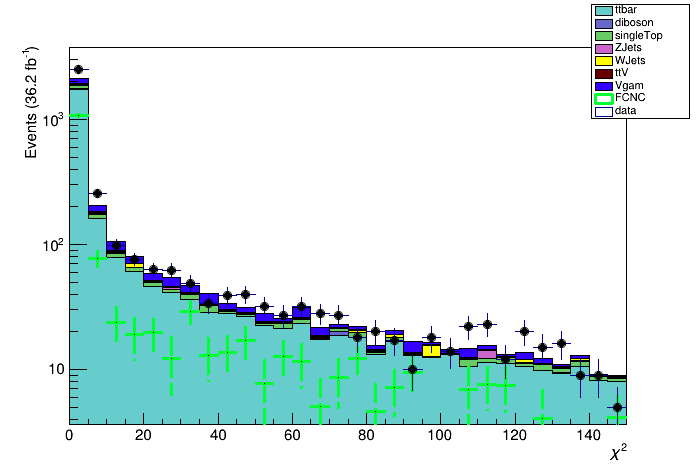 ttbar
diboson
singleTop
ZJets
WJets
ttV
Vgam
FCNC
data
Events (36.2 fb⁻¹)
10³
10²
10
0 20 40 60 80 100 120 140
χ²